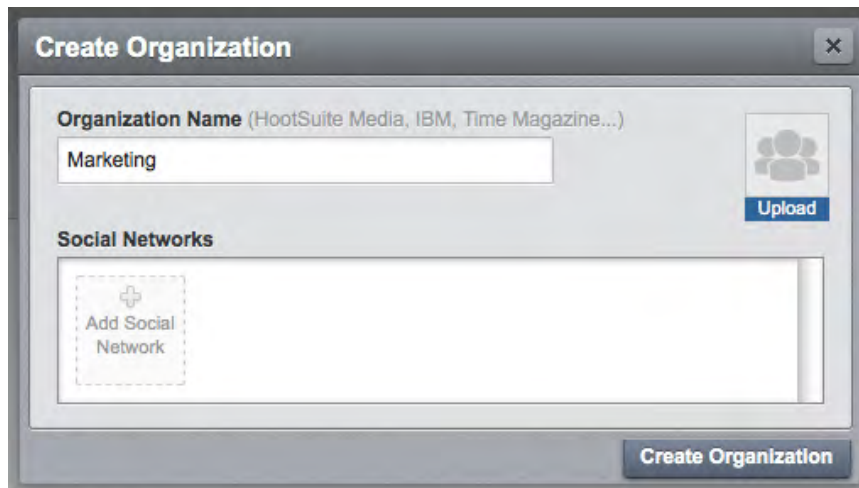 Create Organization
Organization Name (HootSuite Media, IBM, Time Magazine...)
Marketing
Upload
Social Networks
Add Social
Network
Create Organization